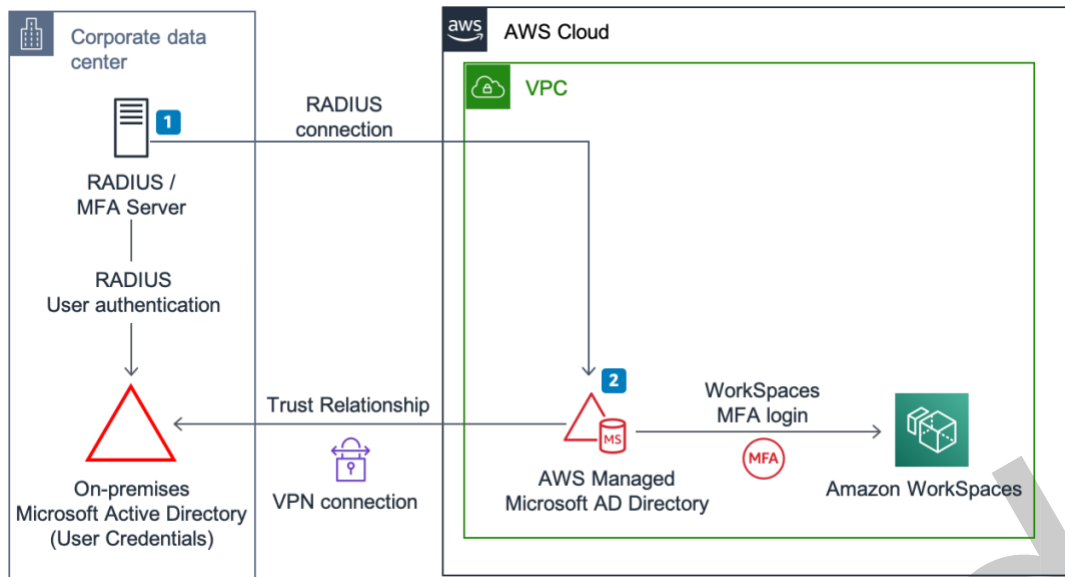 Corporate data
center
aws
AWS Cloud
VPC
1
RADIUS
connection
RADIUS /
MFA Server
RADIUS
User authentication
2
Trust Relationship
WorkSpaces
MFA login
MS
MFA
VPN connection
AWS Managed
Microsoft AD Directory
Amazon WorkSpaces
On-premises
Microsoft Active Directory
(User Credentials)